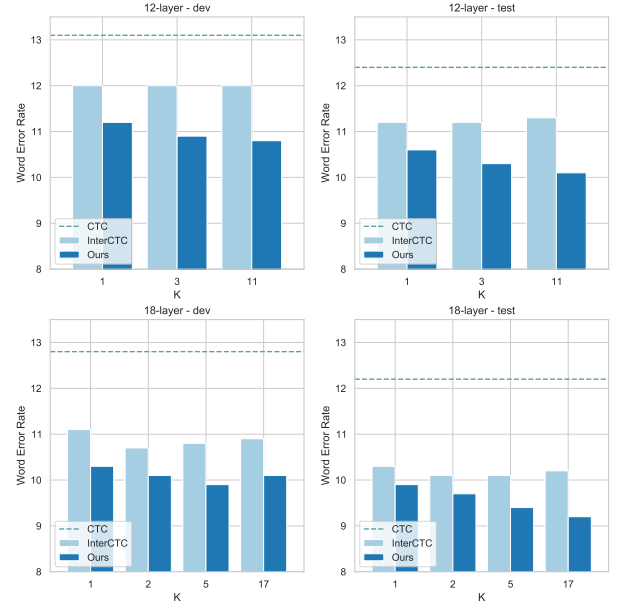 12-layer - dev
Word Error Rate
13
12
11
10
9
8
CTC
InterCTC
Ours
1 3 11
K
12-layer - test
Word Error Rate
13
12
11
10
9
8
CTC
InterCTC
Ours
1 3 11
K
18-layer - dev
Word Error Rate
13
12
11
10
9
8
CTC
InterCTC
Ours
1 2 5 17
K
18-layer - test
Word Error Rate
13
12
11
10
9
8
CTC
InterCTC
Ours
1 2 5 17
K